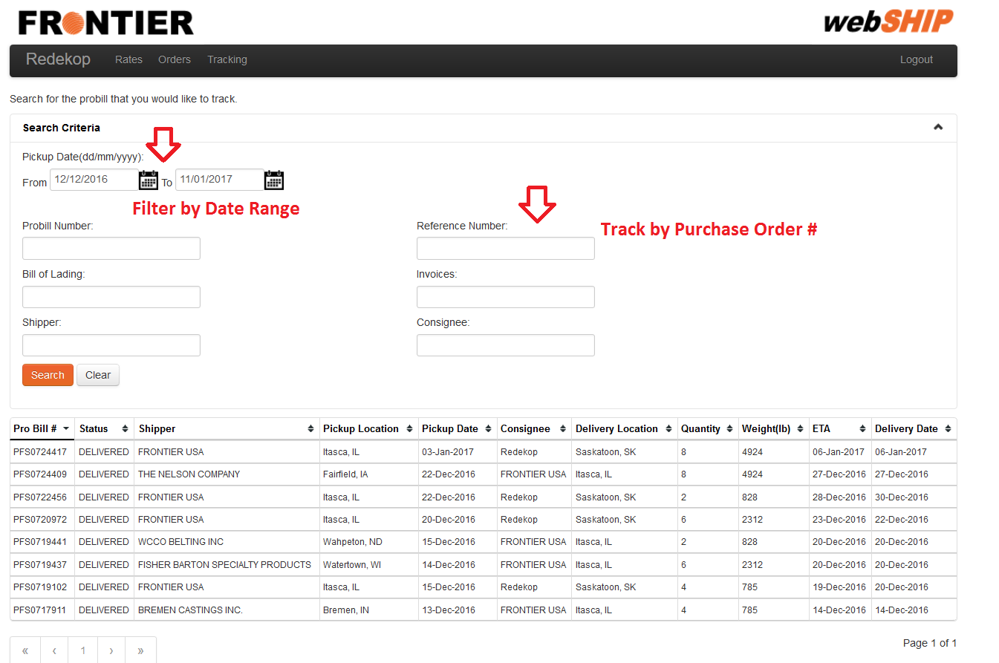 FRONTIER webSHIP
Redekop Rates Orders Tracking Logout
Search for the probill that you would like to track.
Search Criteria
Pickup Date(dd/mm/yyyy):
From 12/12/2016 To 11/01/2017
Filter by Date Range
Probill Number: Reference Number: Track by Purchase Order #
Bill of Lading: Invoices:
Shipper: Consignee:
Search Clear
Pro Bill # Status Shipper Pickup Location Pickup Date Consignee Delivery Location Quantity Weight(lb) ETA Delivery Date
PFS0724417 DELIVERED FRONTIER USA Itasca, IL 03-Jan-2017 Redekop Saskatoon, SK 8 4924 06-Jan-2017 06-Jan-2017
PFS0724409 DELIVERED THE NELSON COMPANY Fairfield, IA 22-Dec-2016 FRONTIER USA Itasca, IL 8 4924 27-Dec-2016 27-Dec-2016
PFS0722456 DELIVERED FRONTIER USA Itasca, IL 22-Dec-2016 Redekop Saskatoon, SK 2 828 28-Dec-2016 30-Dec-2016
PFS0720972 DELIVERED FRONTIER USA Itasca, IL 20-Dec-2016 Redekop Saskatoon, SK 6 2312 23-Dec-2016 22-Dec-2016
PFS0719441 DELIVERED WCCO BELTING INC Wahpeton, ND 15-Dec-2016 FRONTIER USA Itasca, IL 2 828 20-Dec-2016 20-Dec-2016
PFS0719437 DELIVERED FISHER BARTON SPECIALTY PRODUCTS Watertown, WI 14-Dec-2016 FRONTIER USA Itasca, IL 6 2312 20-Dec-2016 20-Dec-2016
PFS0719102 DELIVERED FRONTIER USA Itasca, IL 15-Dec-2016 Redekop Saskatoon, SK 4 785 19-Dec-2016 20-Dec-2016
PFS0717911 DELIVERED BREMEN CASTINGS INC. Bremen, IN 13-Dec-2016 FRONTIER USA Itasca, IL 4 785 14-Dec-2016 14-Dec-2016
« ‹ 1 › » Page 1 of 1